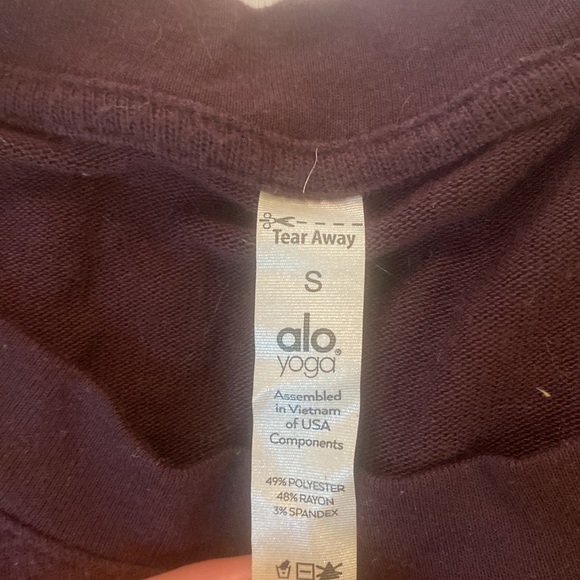 Tear Away
S
alo®
yoga
Assembled
in Vietnam
of USA
Components
49% POLYESTER
48% RAYON
3% SPANDEX